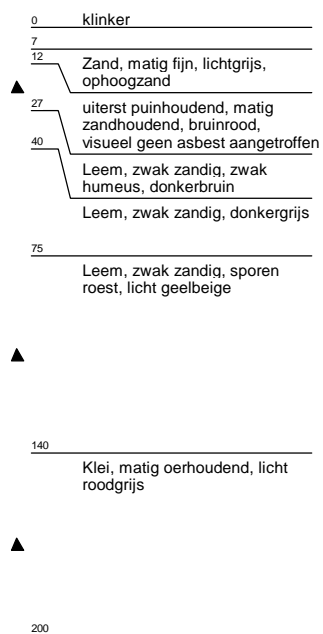 0
klinker
7
12
Zand, matig fijn, lichtgrijs,
ophoogzand
27
uiterst puinhoudend, matig
zandhoudend, bruinrood,
visueel geen asbest aangetroffen
40
Leem, zwak zandig, zwak
humeus, donkerbruin
Leem, zwak zandig, donkergrijs
75
Leem, zwak zandig, sporen
roest, licht geelbeige
140
Klei, matig oerhoudend, licht
roodgrijs
200